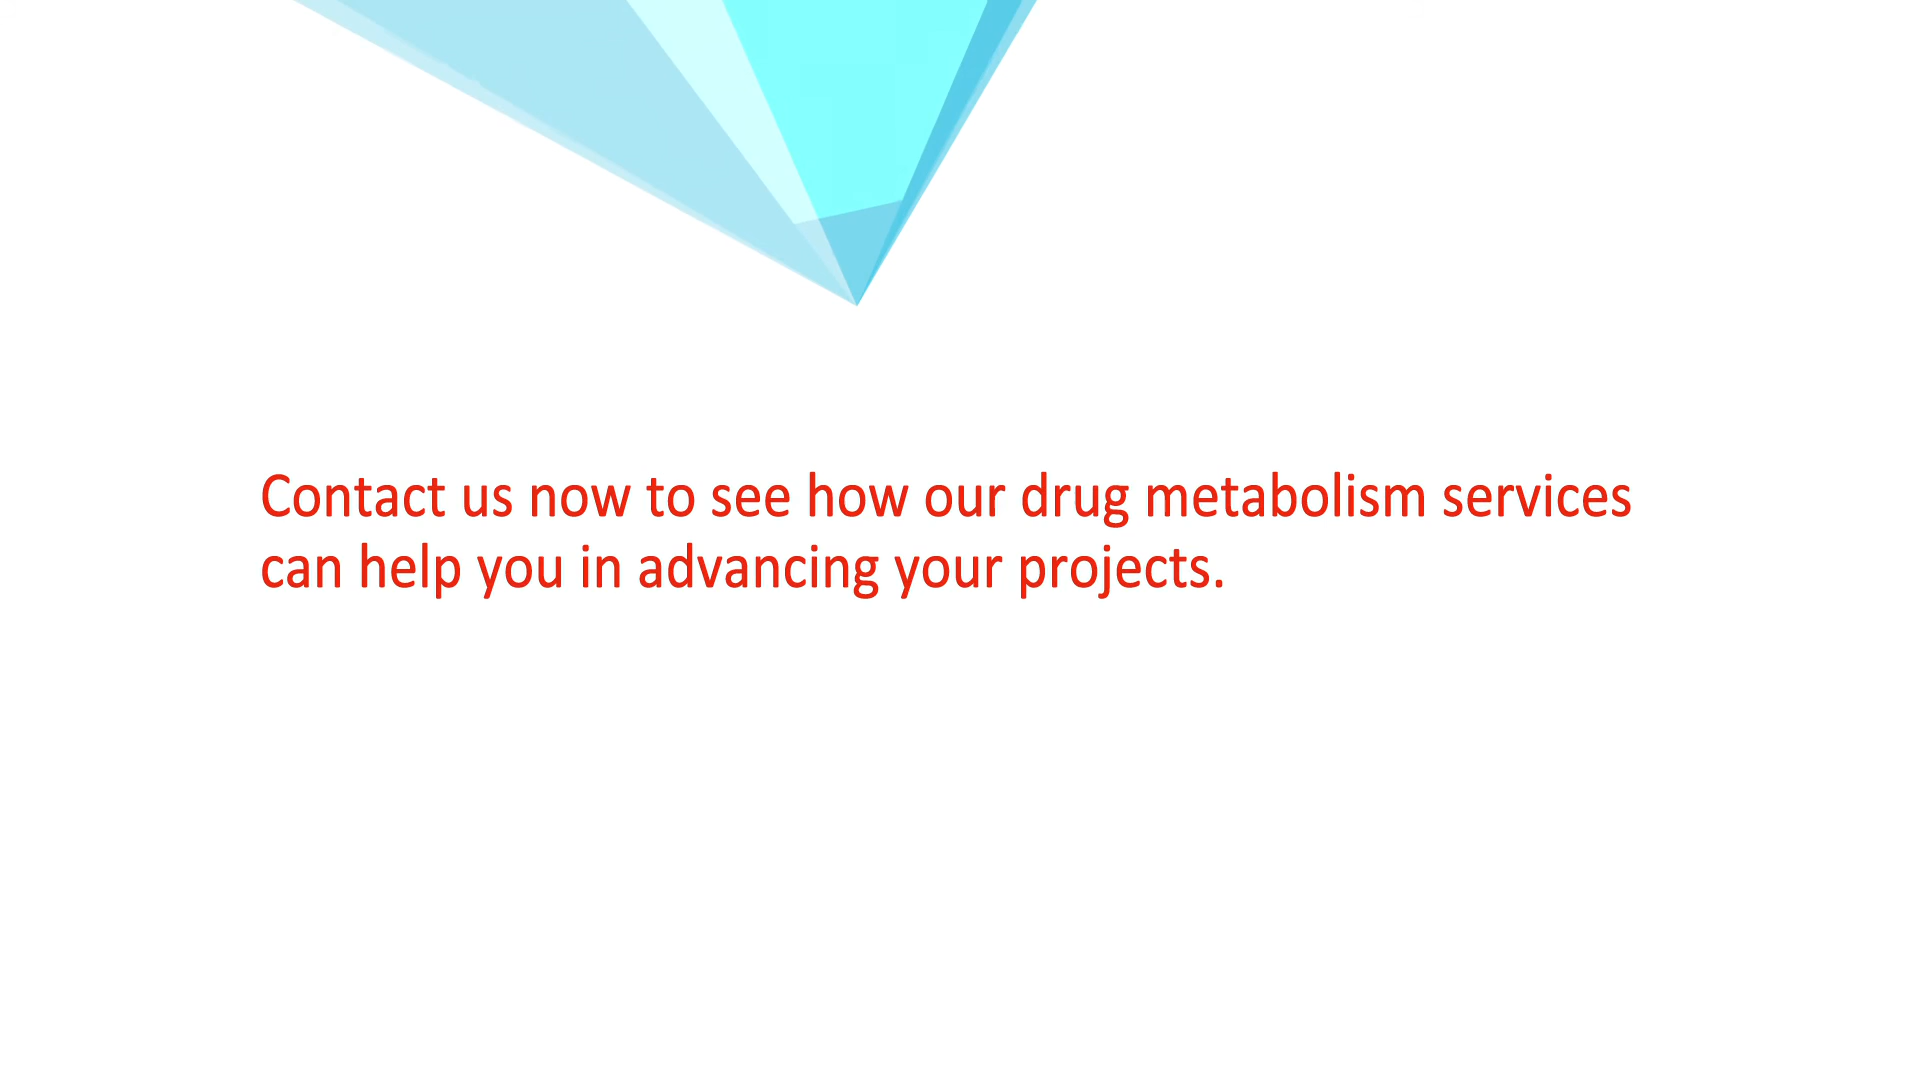 Contact us now to see how our drug metabolism services
can help you in advancing your projects.